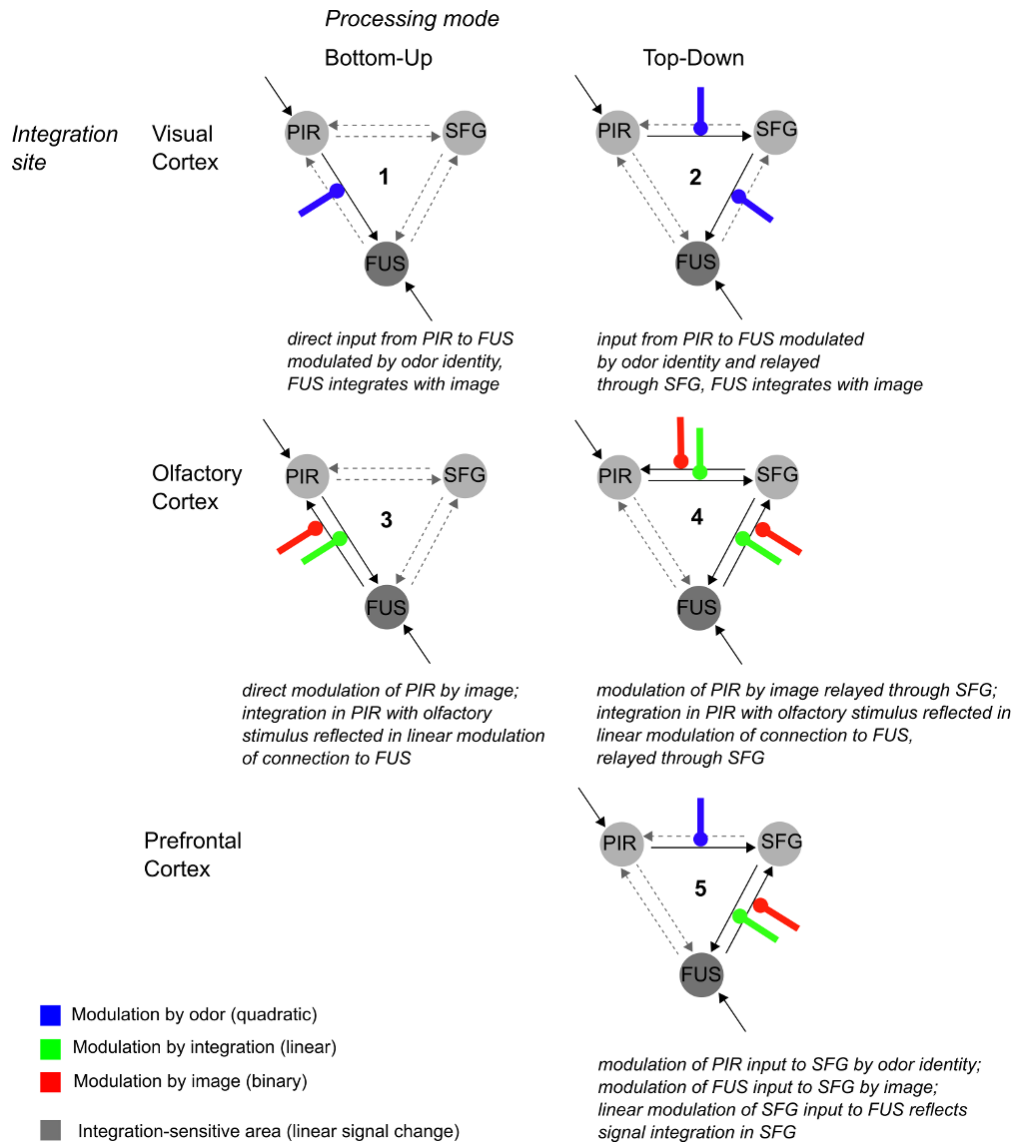 Processing mode
Bottom-Up
Top-Down
Integration
site
Visual
Cortex
PIR
SFG
1
FUS
direct input from PIR to FUS
modulated by odor identity,
FUS integrates with image
PIR
SFG
2
FUS
input from PIR to FUS modulated
by odor identity and relayed
through SFG, FUS integrates with image
Olfactory
Cortex
PIR
SFG
3
FUS
direct modulation of PIR by image;
integration in PIR with olfactory
stimulus reflected in linear modulation
of connection to FUS
PIR
SFG
4
FUS
modulation of PIR by image relayed through SFG;
integration in PIR with olfactory stimulus reflected in
linear modulation of connection to FUS,
relayed through SFG
Prefrontal
Cortex
PIR
SFG
5
FUS
modulation of PIR input to SFG by odor identity;
modulation of FUS input to SFG by image;
linear modulation of SFG input to FUS reflects
signal integration in SFG
Modulation by odor (quadratic)
Modulation by integration (linear)
Modulation by image (binary)
Integration-sensitive area (linear signal change)